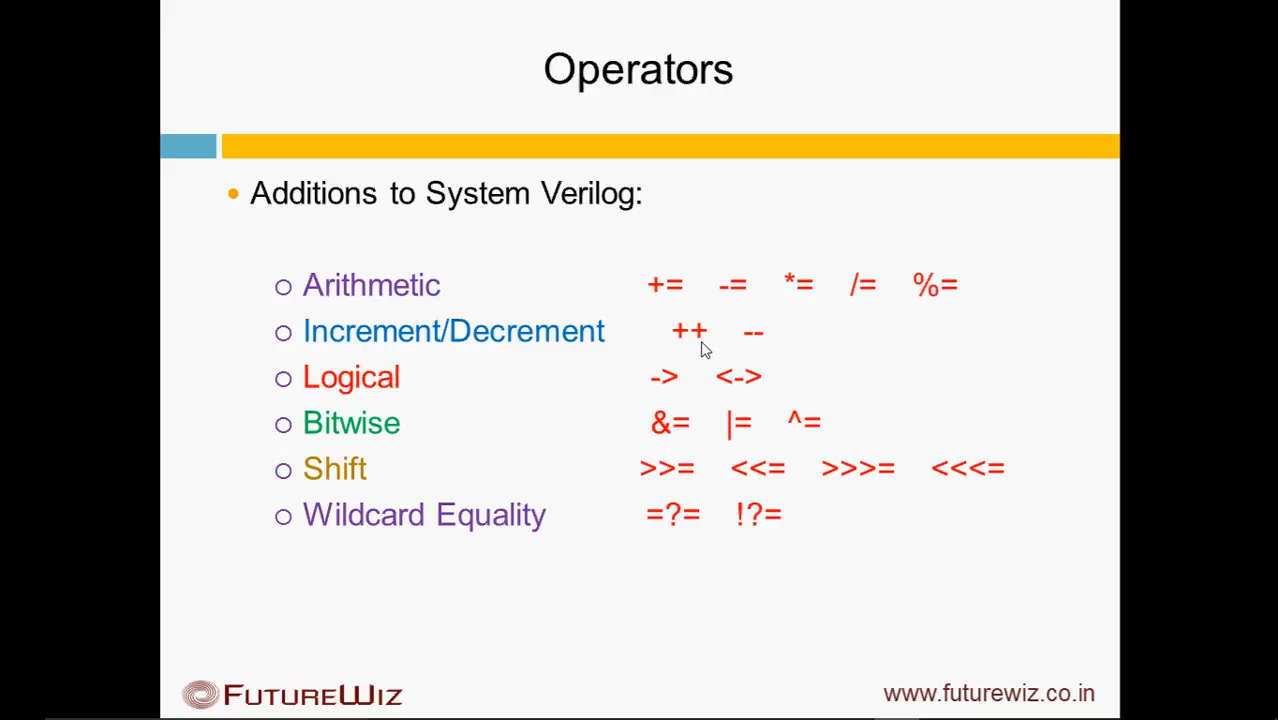 Operators
Additions to System Verilog:
Arithmetic += -= *= /= %=
Increment/Decrement ++ --
Logical -> <->
Bitwise &= |= ^=
Shift >>= <<= >>>= <<<=
Wildcard Equality =?= !?=
FUTUREWIZ www.futurewiz.co.in